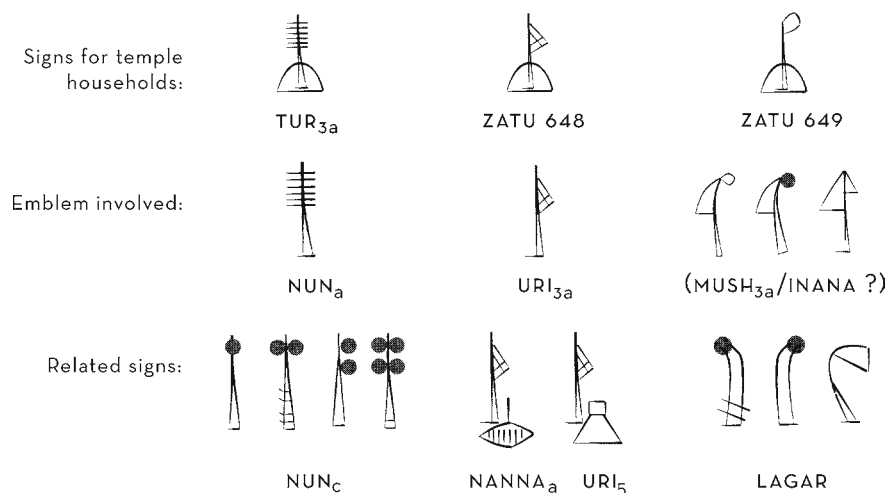 Signs for temple
households:
TUR₃ₐ ZATU 648 ZATU 649
Emblem involved:
NUNₐ URI₃ₐ (MUSH₃ₐ/INANA ?)
Related signs:
NUN꜀ NANNAₐ URI₅ LAGAR